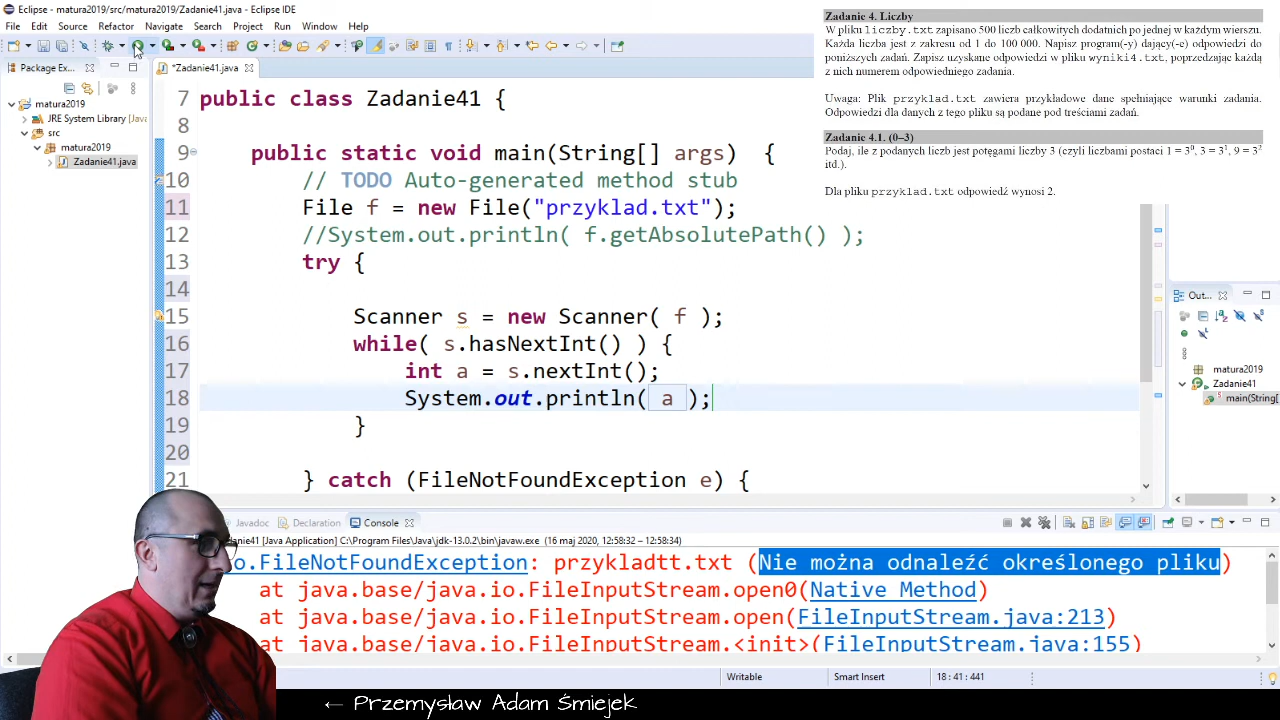 Eclipse - matura2019/src/matura2019/Zadanie41.java - Eclipse IDE
File Edit Source Refactor Navigate Search Project Run Window Help
Package Ex...
*Zadanie41.java
matura2019
JRE System Library [Java
src
matura2019
Zadanie41.java
7 public class Zadanie41 {
8
9 public static void main(String[] args) {
10 // TODO Auto-generated method stub
11 File f = new File("przyklad.txt");
12 //System.out.println( f.getAbsolutePath() );
13 try {
14
15 Scanner s = new Scanner( f );
16 while( s.hasNextInt() ) {
17 int a = s.nextInt();
18 System.out.println( a );
19 }
20
21 } catch (FileNotFoundException e) {
Zadanie 4. Liczby
W pliku liczby.txt zapisano 500 liczb całkowitych dodatnich po jednej w każdym wierszu.
Każda liczba jest z zakresu od 1 do 100 000. Napisz program(-y) dający(-e) odpowiedzi do
poniższych zadań. Zapisz uzyskane odpowiedzi w pliku wyniki4.txt, poprzedzając każdą
z nich numerem odpowiedniego zadania.
Uwaga: Plik przyklad.txt zawiera przykładowe dane spełniające warunki zadania.
Odpowiedzi dla danych z tego pliku są podane pod treściami zadań.
Zadanie 4.1. (0–3)
Podaj, ile z podanych liczb jest potęgami liczby 3 (czyli liczbami postaci 1 = 3⁰, 3 = 3¹, 9 = 3²
itd.).
Dla pliku przyklad.txt odpowiedź wynosi 2.
Out...
matura2019
Zadanie41
main(String[
Javadoc Declaration Console
adanie41 [Java Application] C:\Program Files\Java\jdk-13.0.2\bin\javaw.exe (16 maj 2020, 12:58:32 – 12:58:34)
o.FileNotFoundException: przykladtt.txt (Nie można odnaleźć określonego pliku)
at java.base/java.io.FileInputStream.open0(Native Method)
at java.base/java.io.FileInputStream.open(FileInputStream.java:213)
at java.base/java.io.FileInputStream.<init>(FileInputStream.java:155)
Writable Smart Insert 18 : 41 : 441
← Przemysław Adam Śmiejek